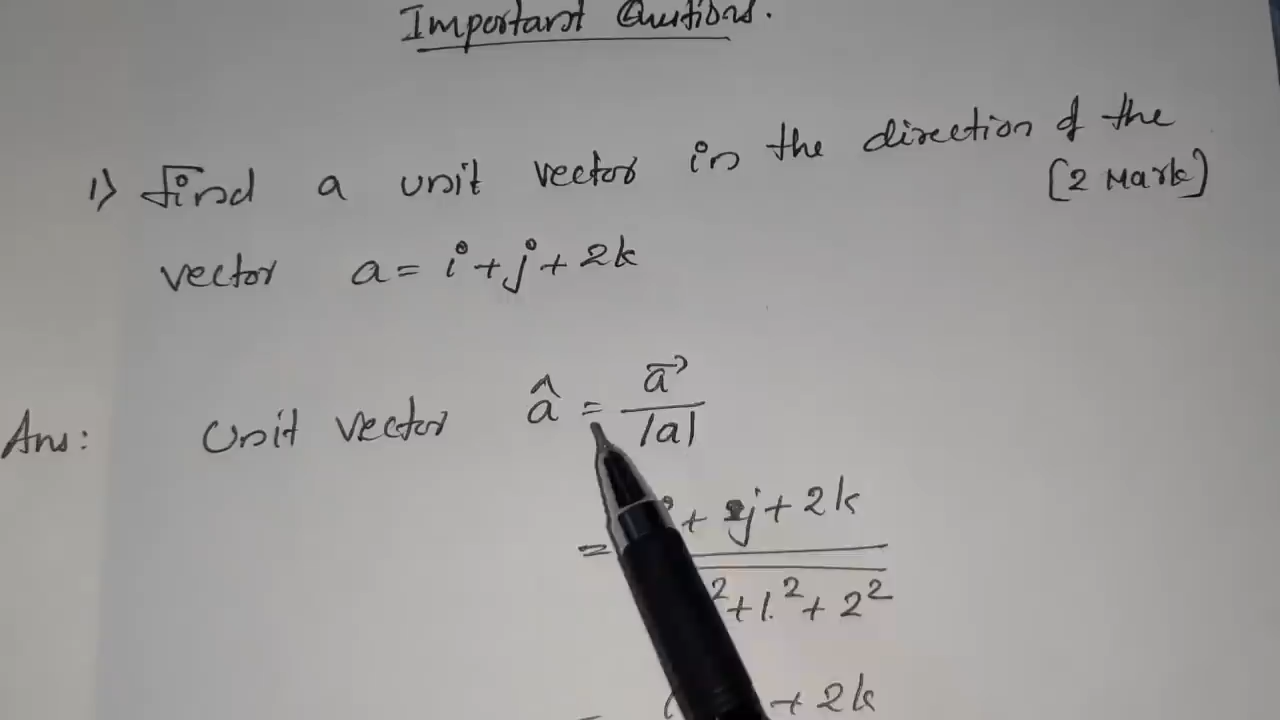 Important Questions.
1) Find a unit vector in the direction of the
[2 Mark]
vector a = i + j + 2k
Ans: Unit vector â = a⃗ / |a|
= + j + 2k
² + 1.² + 2²
= + 2k